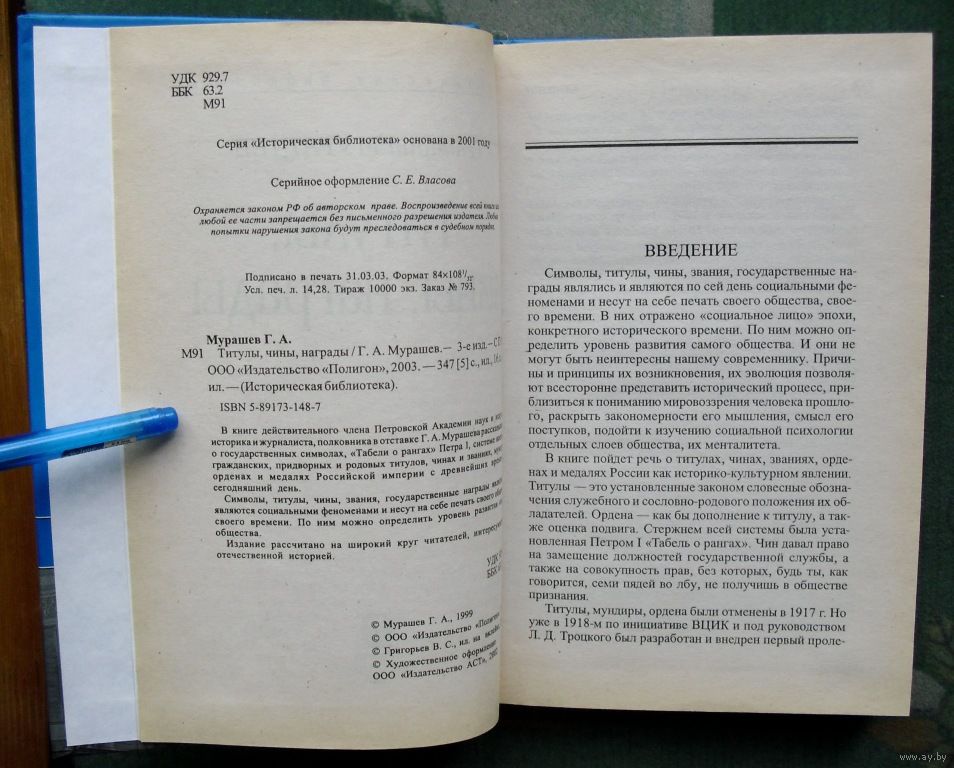 УДК 929.7
ББК 63.2
М91
Серия «Историческая библиотека» основана в 2001 году
Серийное оформление С. Е. Власова
Охраняется законом РФ об авторском праве. Воспроизведение всей книги
любой ее части запрещается без письменного разрешения издателя. Любые
попытки нарушения закона будут преследоваться в судебном порядке.
Подписано в печать 31.03.03. Формат 84×108 1/32.
Усл. печ. л. 14,28. Тираж 10000 экз. Заказ № 793.
Мурашев Г. А.
М91 Титулы, чины, награды / Г. А. Мурашев.— 3-е изд.— С
ООО «Издательство «Полигон», 2003. — 347 [5] с., ил., 16 с.
ил. — (Историческая библиотека).
ISBN 5-89173-148-7
В книге действительного члена Петровской Академии наук и
историка и журналиста, полковника в отставке Г. А. Мурашева
о государственных символах, «Табели о рангах» Петра I, системе
гражданских, придворных и родовых титулов, чинах и званиях,
орденах и медалях Российской империи с древнейших
сегодняшний день.
Символы, титулы, чины, звания, государственные награды
являются социальными феноменами и несут на себе печать своего
своего времени. По ним можно определить уровень развития
общества.
Издание рассчитано на широкий круг читателей,
отечественной историей.
УДК
ББК
© Мурашев Г. А., 1999
© ООО «Издательство «Полигон
© Григорьев В. С., ил. на вклейке,
© Художественное оформление
ООО «Издательство АСТ»,
ВВЕДЕНИЕ
Символы, титулы, чины, звания, государственные на-
грады являлись и являются по сей день социальными фе-
номенами и несут на себе печать своего общества, свое-
го времени. В них отражено «социальное лицо» эпохи,
конкретного исторического времени. По ним можно оп-
ределить уровень развития самого общества. И они не
могут быть неинтересны нашему современнику. Причи-
ны и принципы их возникновения, их эволюция позволя-
ют всесторонне представить исторический процесс, при-
близиться к пониманию мировоззрения человека прошло-
го, раскрыть закономерности его мышления, смысл его
поступков, подойти к изучению социальной психологии
отдельных слоев общества, их менталитета.
В книге пойдет речь о титулах, чинах, званиях, орде-
нах и медалях России как историко-культурном явлении.
Титулы — это установленные законом словесные обозна-
чения служебного и сословно-родового положения их об-
ладателей. Ордена — как бы дополнение к титулу, а так-
же оценка подвига. Стержнем всей системы была уста-
новленная Петром I «Табель о рангах». Чин давал право
на замещение должностей государственной службы, а
также на совокупность прав, без которых, будь ты, как
говорится, семи пядей во лбу, не получишь в обществе
признания.
Титулы, мундиры, ордена были отменены в 1917 г. Но
уже в 1918-м по инициативе ВЦИК и под руководством
Л. Д. Троцкого был разработан и внедрен первый проле-
www.ay.by